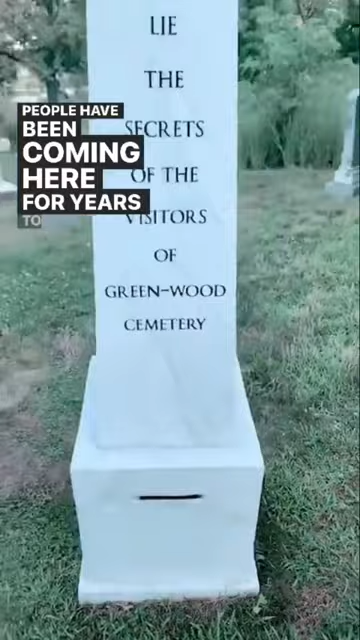 LIE
THE
SECRETS
OF THE
VISITORS
OF
GREEN-WOOD
CEMETERY
PEOPLE HAVE
BEEN
COMING
HERE
FOR YEARS
TO